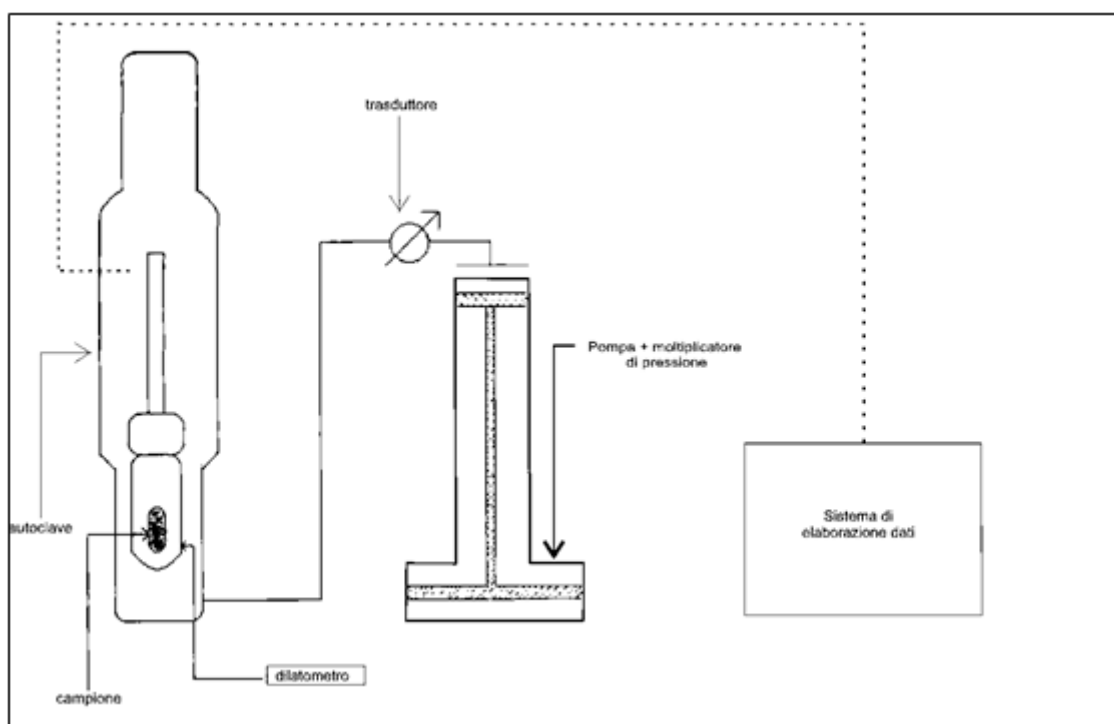 trasduttore
Pompa + moltiplicatore
di pressione
autoclave
Sistema di
elaborazione dati
dilatometro
campione